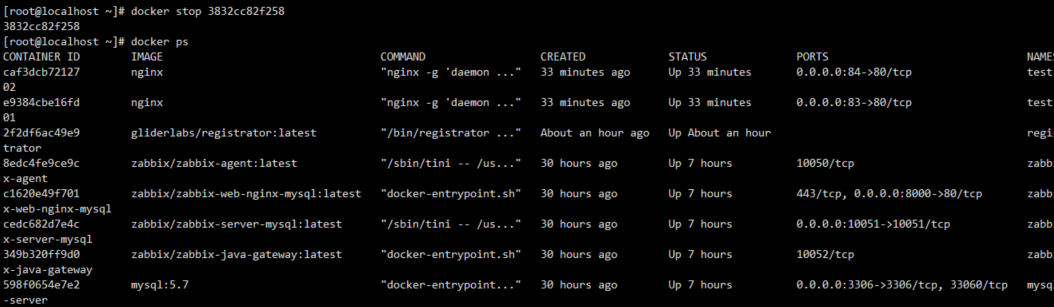 [root@localhost ~]# docker stop 3832cc82f258
3832cc82f258
[root@localhost ~]# docker ps
CONTAINER ID        IMAGE                                    COMMAND                  CREATED             STATUS              PORTS                               NAMES
caf3dcb72127        nginx                                    "nginx -g 'daemon ..."   33 minutes ago      Up 33 minutes       0.0.0.0:84->80/tcp                  test
02
e9384cbe16fd        nginx                                    "nginx -g 'daemon ..."   33 minutes ago      Up 33 minutes       0.0.0.0:83->80/tcp                  test
01
2f2df6ac49e9        gliderlabs/registrator:latest            "/bin/registrator ..."   About an hour ago   Up About an hour                                        regis
trator
8edc4fe9ce9c        zabbix/zabbix-agent:latest               "/sbin/tini -- /us..."   30 hours ago        Up 7 hours          10050/tcp                           zabbi
x-agent
c1620e49f701        zabbix/zabbix-web-nginx-mysql:latest     "docker-entrypoint.sh"   30 hours ago        Up 7 hours          443/tcp, 0.0.0.0:8000->80/tcp       zabbi
x-web-nginx-mysql
cedc682d7e4c        zabbix/zabbix-server-mysql:latest        "/sbin/tini -- /us..."   30 hours ago        Up 7 hours          0.0.0.0:10051->10051/tcp            zabbi
x-server-mysql
349b320ff9d0        zabbix/zabbix-java-gateway:latest        "docker-entrypoint.sh"   30 hours ago        Up 7 hours          10052/tcp                           zabbi
x-java-gateway
598f0654e7e2        mysql:5.7                                "docker-entrypoint..."   30 hours ago        Up 7 hours          0.0.0.0:3306->3306/tcp, 33060/tcp   mysql
-server